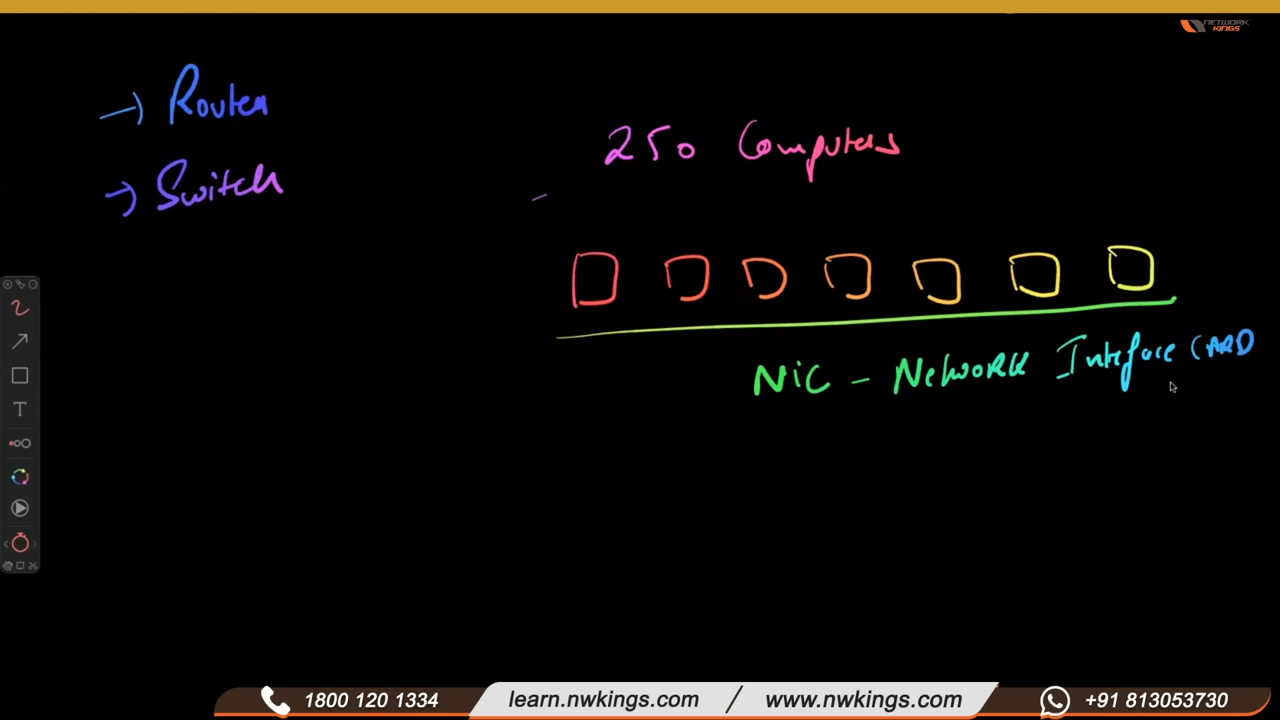 NETWORK
KINGS
→ Router
→ Switch
250 Computers
NiC - Network Interface CARD
T
1800 120 1334
learn.nwkings.com / www.nwkings.com
+91 813053730